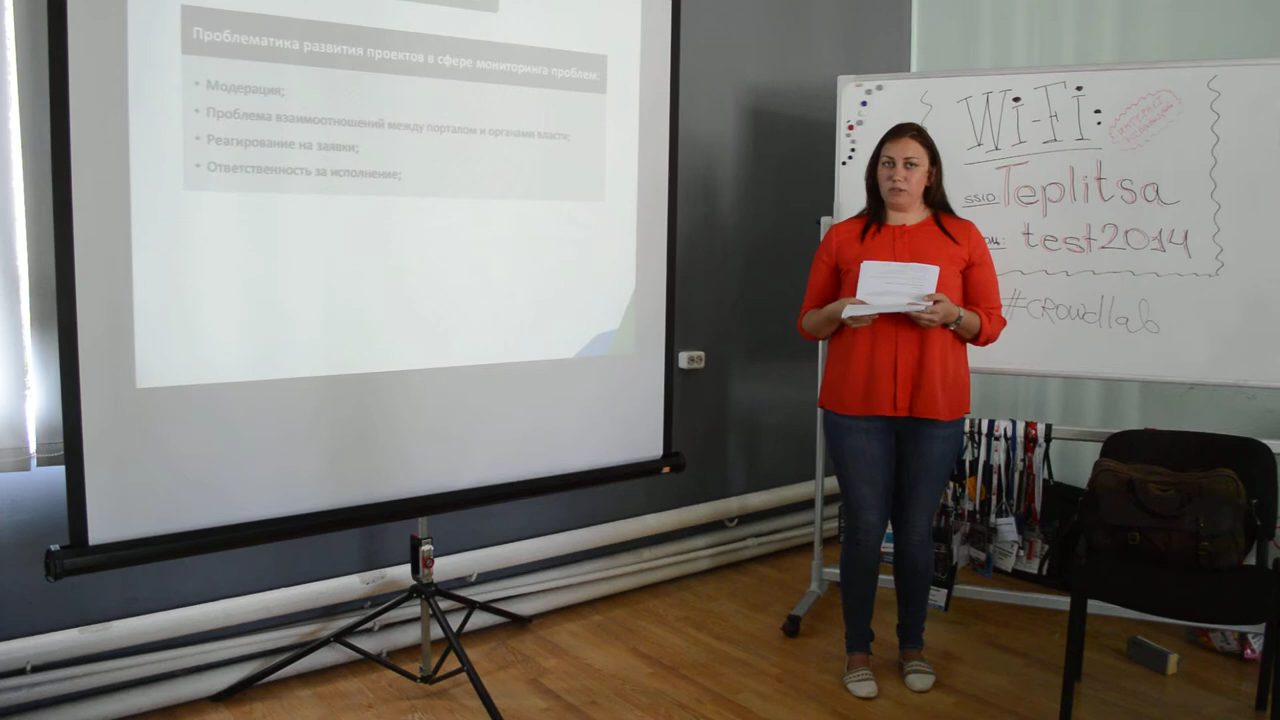 Проблематика развития проектов в сфере мониторинга проблем:
• Модерация;
• Проблема взаимоотношений между порталом и органами власти;
• Реагирование на заявки;
• Ответственность за исполнение;
Wi-Fi:
SSID Teplitsa
test2014
#CROWdlab